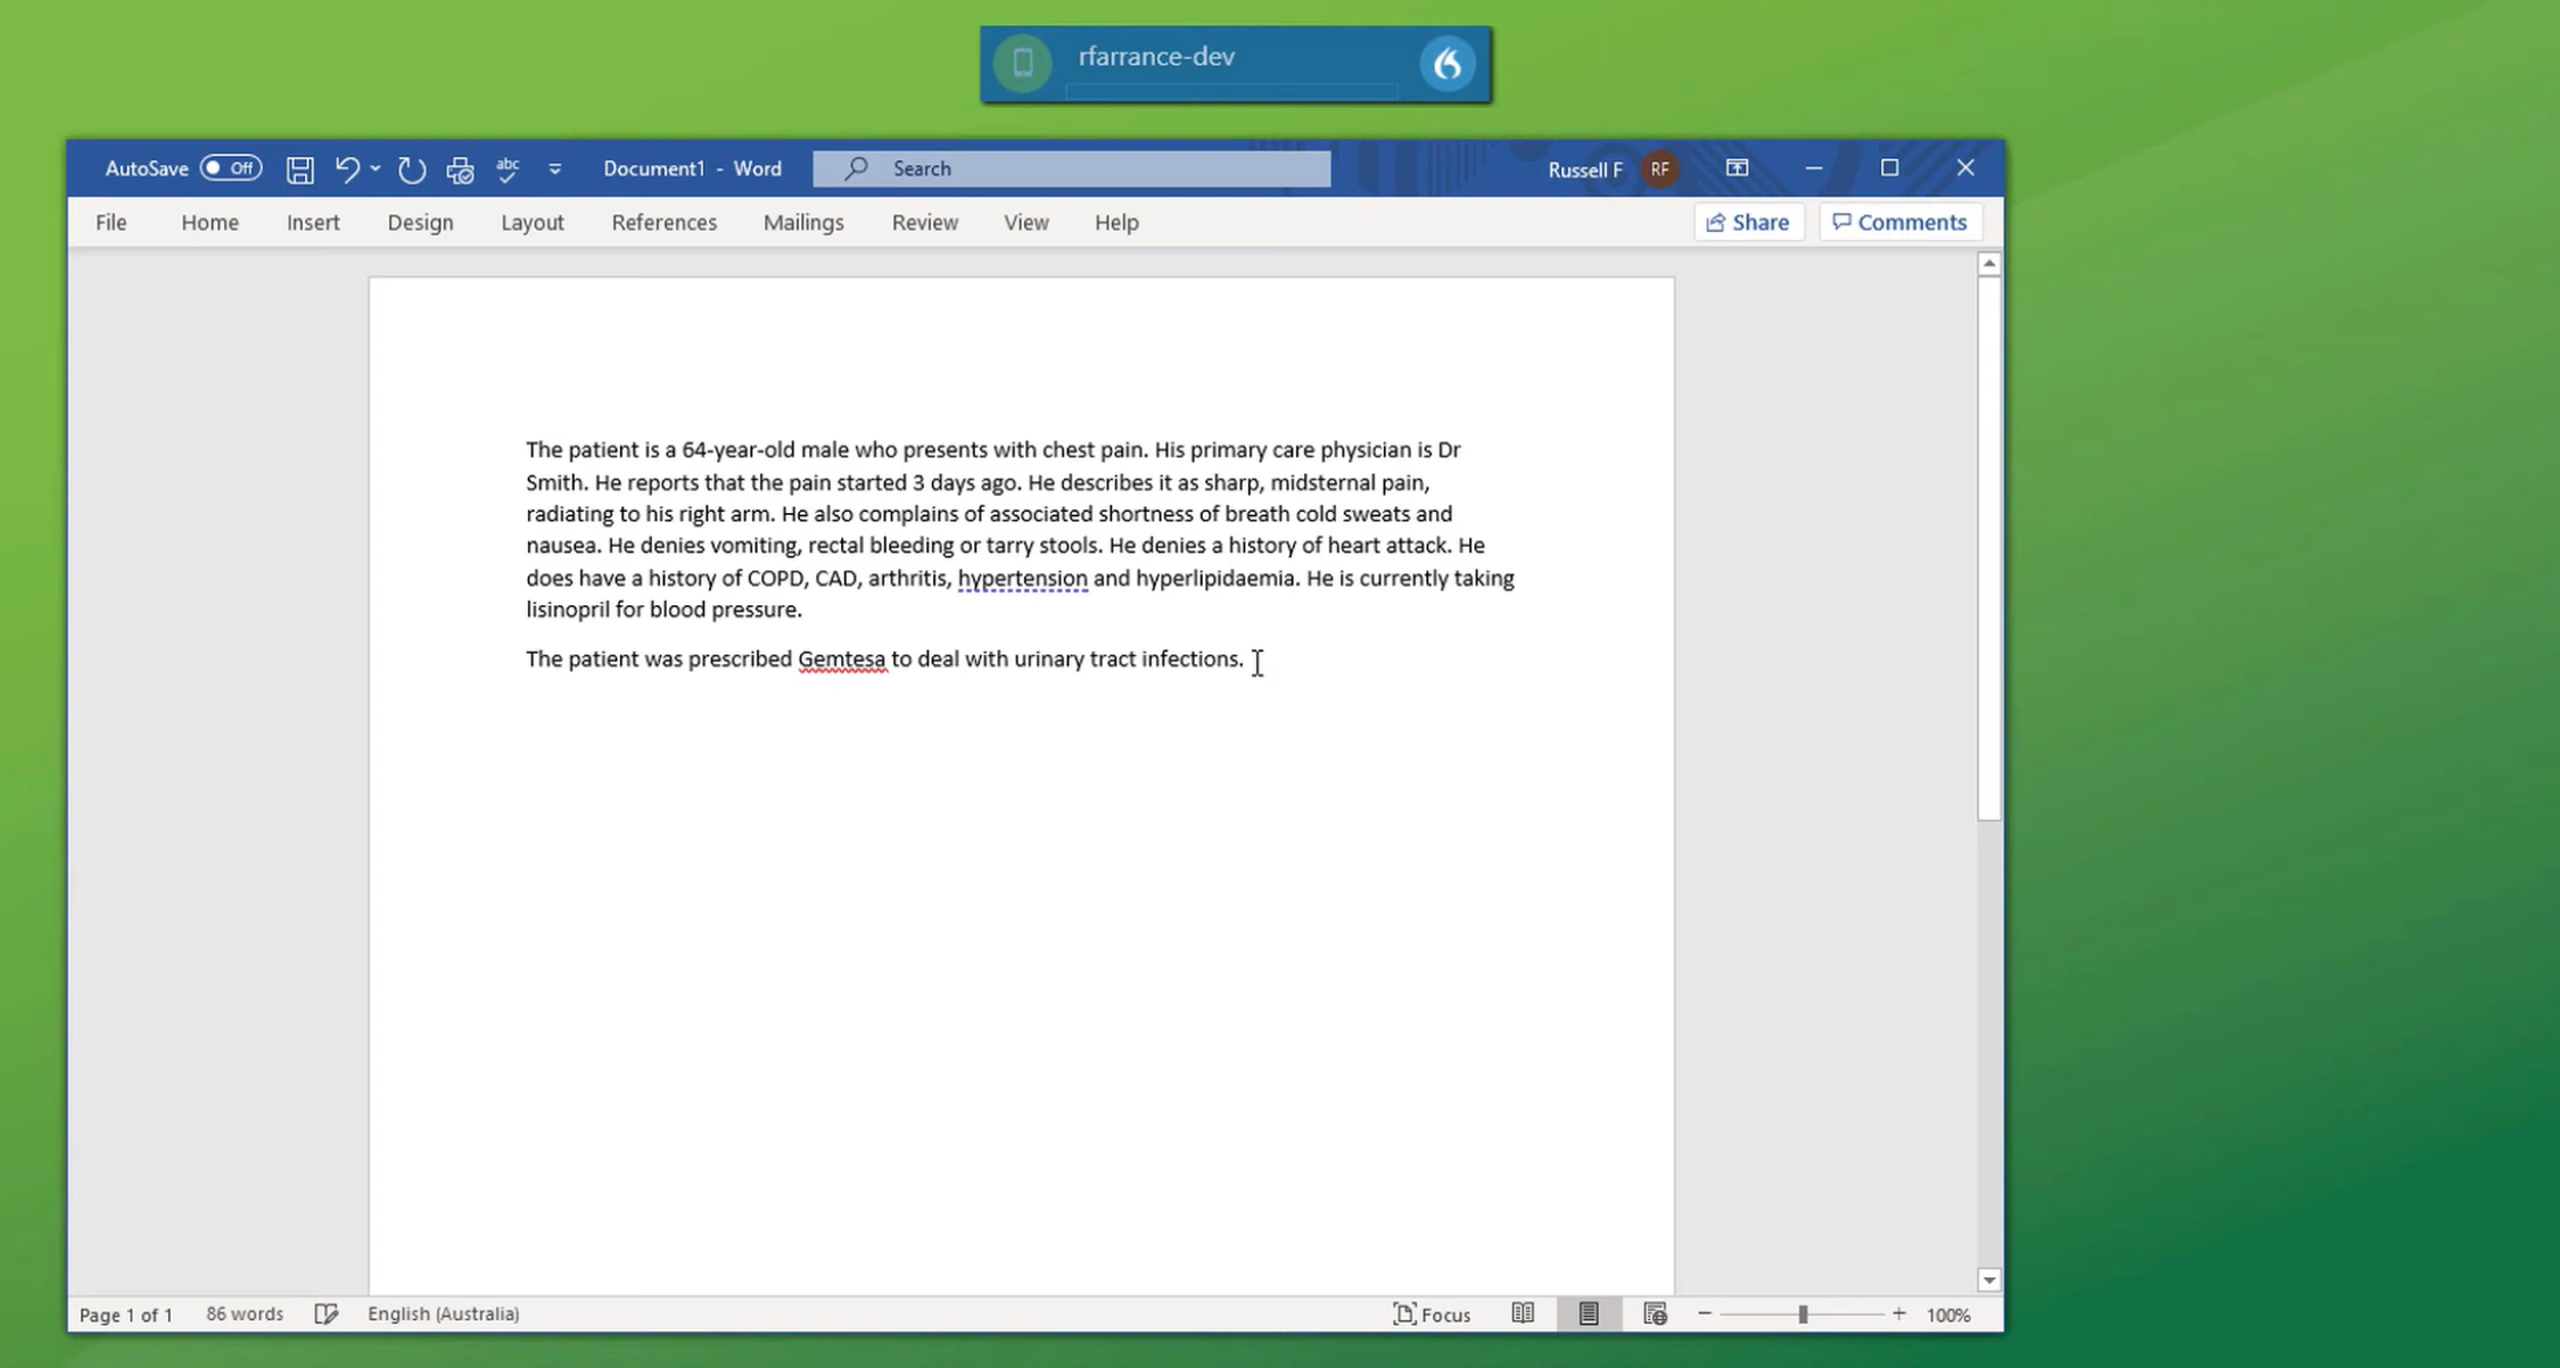 rfarrance-dev
AutoSave Off abc Document1 - Word Search Russell F RF
File Home Insert Design Layout References Mailings Review View Help Share Comments
The patient is a 64-year-old male who presents with chest pain. His primary care physician is Dr
Smith. He reports that the pain started 3 days ago. He describes it as sharp, midsternal pain,
radiating to his right arm. He also complains of associated shortness of breath cold sweats and
nausea. He denies vomiting, rectal bleeding or tarry stools. He denies a history of heart attack. He
does have a history of COPD, CAD, arthritis, hypertension and hyperlipidaemia. He is currently taking
lisinopril for blood pressure.
The patient was prescribed Gemtesa to deal with urinary tract infections.
Page 1 of 1 86 words English (Australia) Focus 100%